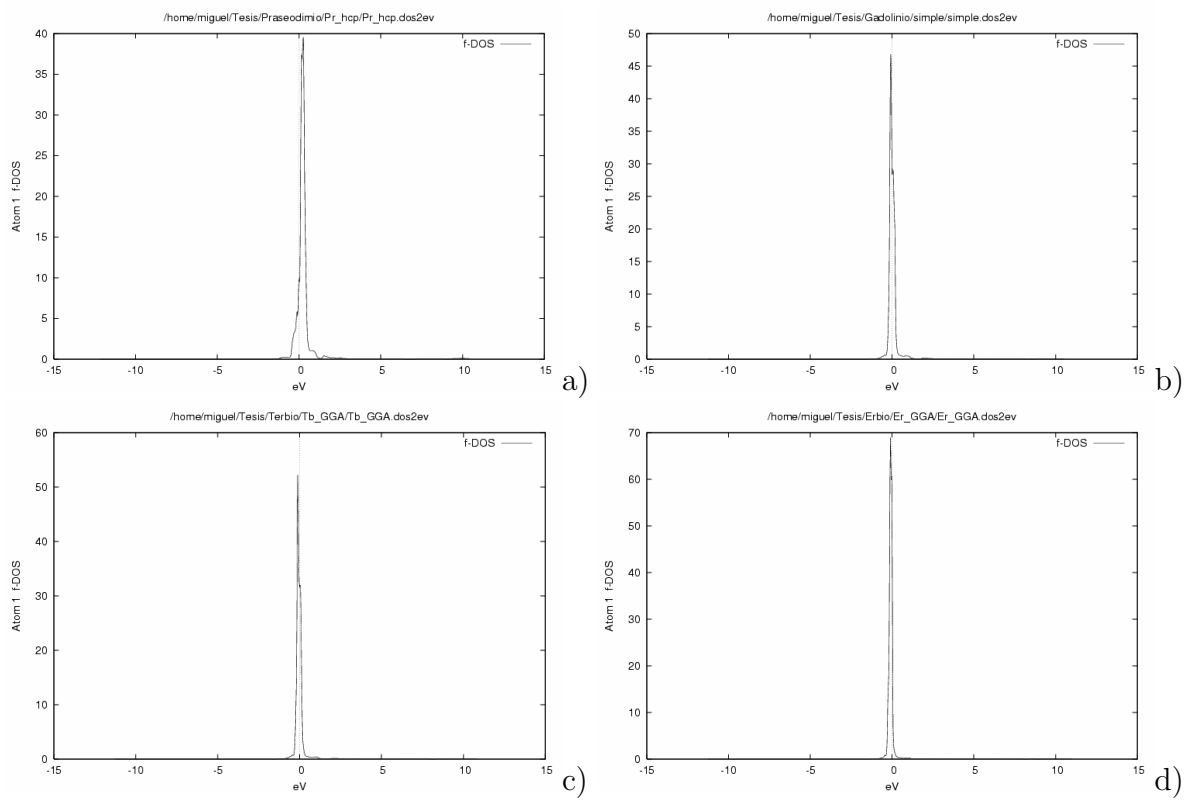 /home/miguel/Tesis/Praseodimio/Pr_hcp/Pr_hcp.dos2ev
f-DOS
Atom 1 f-DOS
40
35
30
25
20
15
10
5
0
-15 -10 -5 0 5 10 15
eV
a)
/home/miguel/Tesis/Gadolinio/simple/simple.dos2ev
f-DOS
Atom 1 f-DOS
50
45
40
35
30
25
20
15
10
5
0
-15 -10 -5 0 5 10 15
eV
b)
/home/miguel/Tesis/Terbio/Tb_GGA/Tb_GGA.dos2ev
f-DOS
Atom 1 f-DOS
60
50
40
30
20
10
0
-15 -10 -5 0 5 10 15
eV
c)
/home/miguel/Tesis/Erbio/Er_GGA/Er_GGA.dos2ev
f-DOS
Atom 1 f-DOS
70
60
50
40
30
20
10
0
-15 -10 -5 0 5 10 15
eV
d)